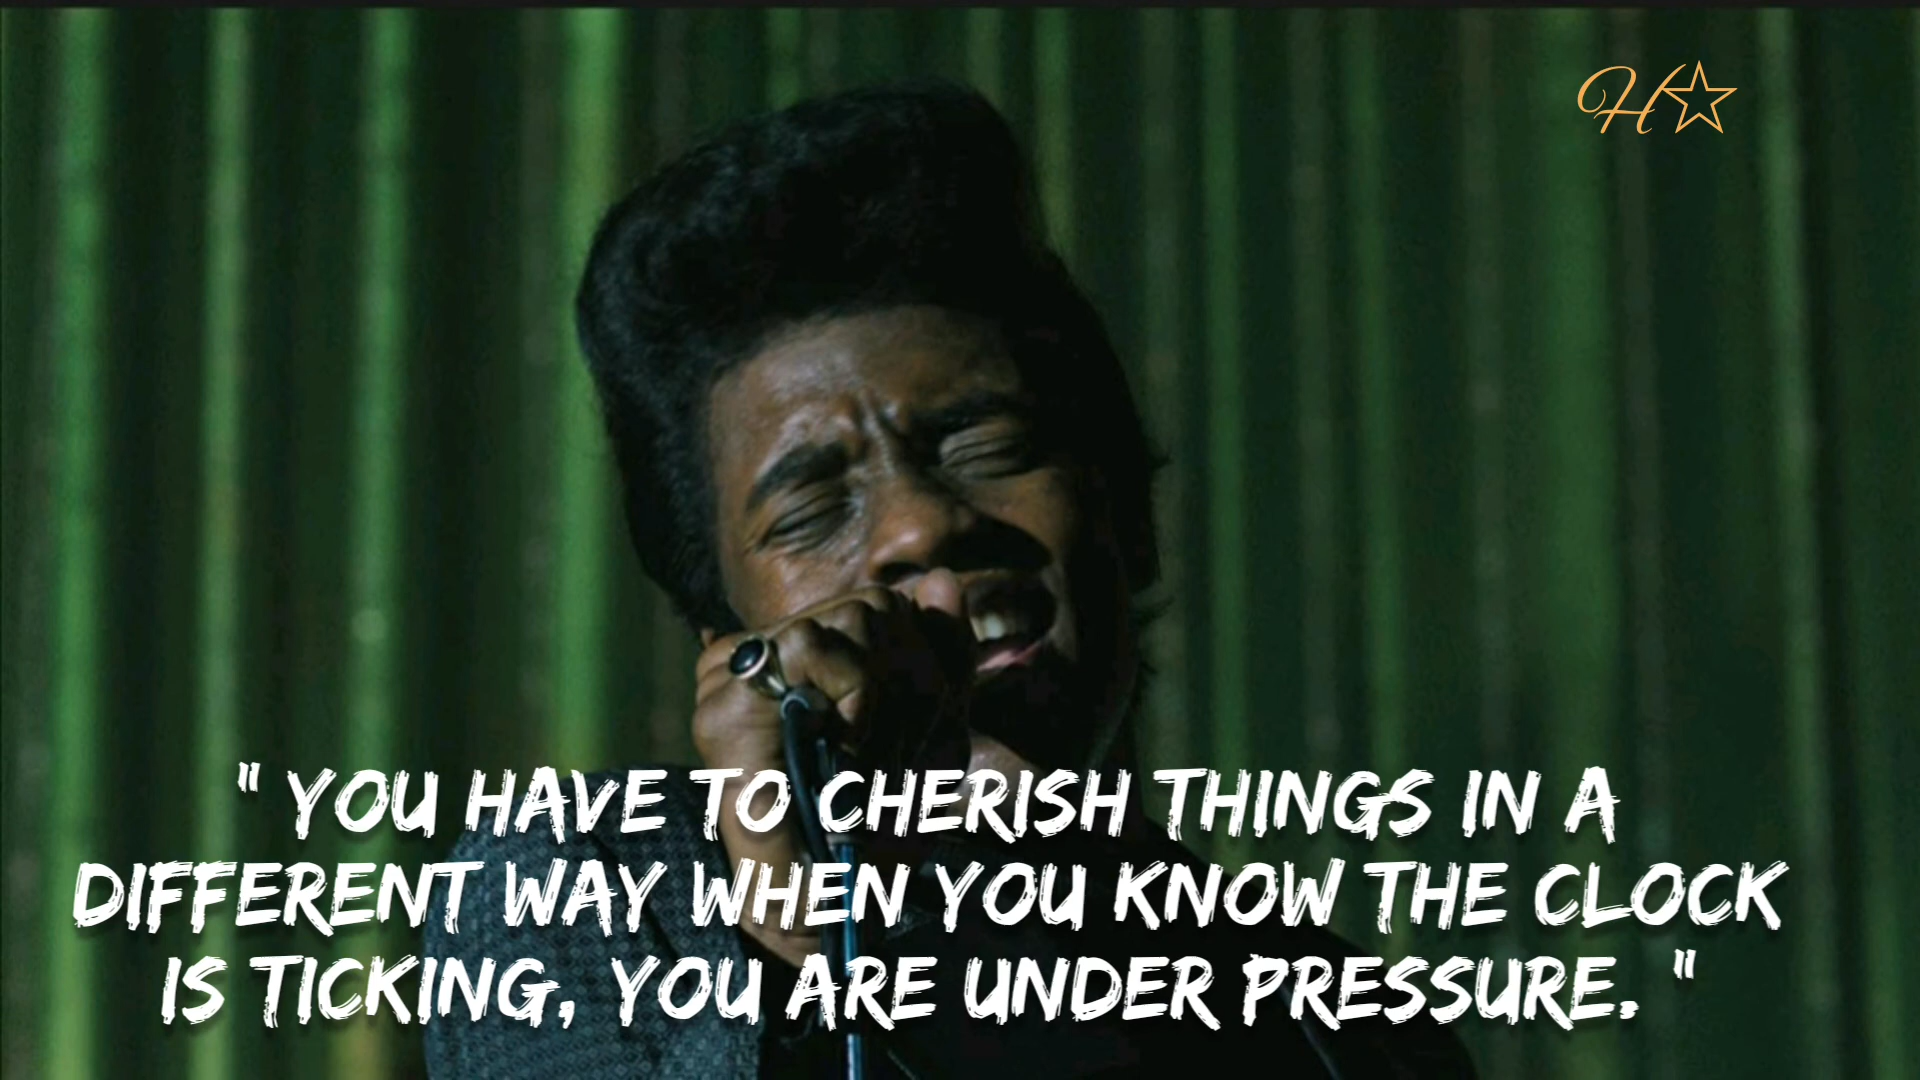 H☆
" YOU HAVE TO CHERISH THINGS IN A
DIFFERENT WAY WHEN YOU KNOW THE CLOCK
IS TICKING, YOU ARE UNDER PRESSURE. "